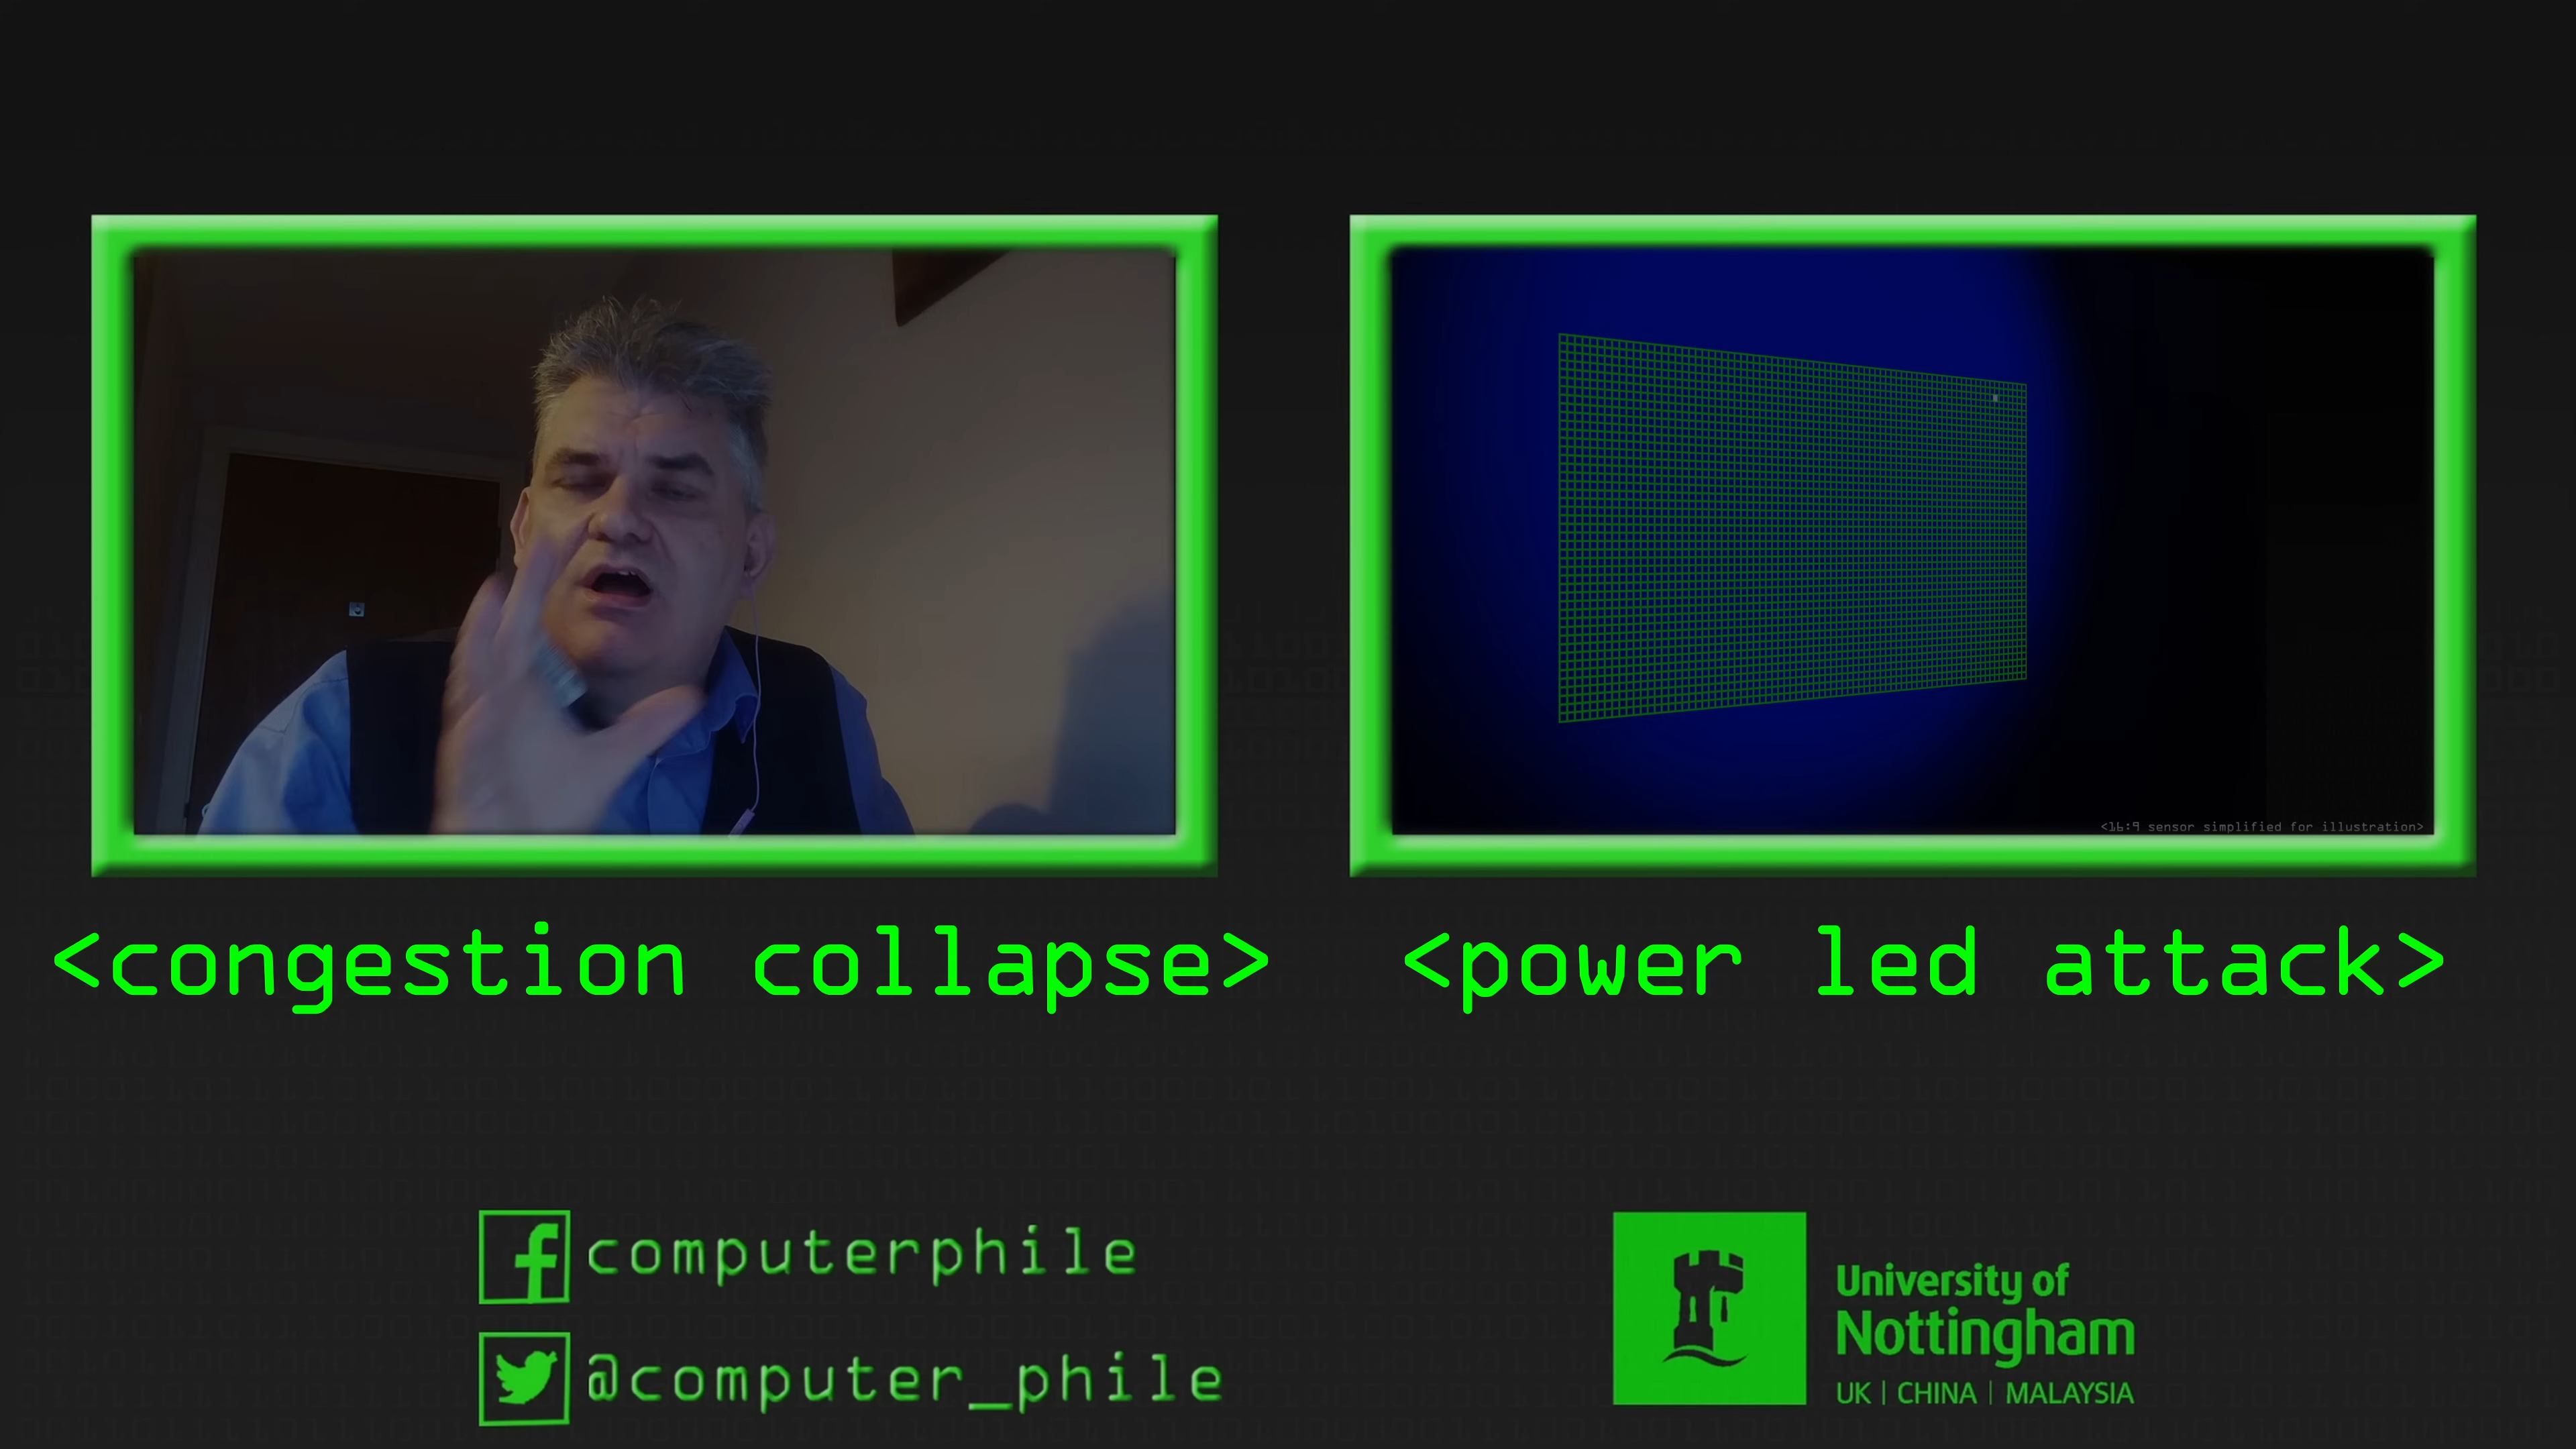 <16:9 sensor simplified for illustration>
<congestion collapse>
<power led attack>
computerphile
@computer_phile
University of
Nottingham
UK | CHINA | MALAYSIA